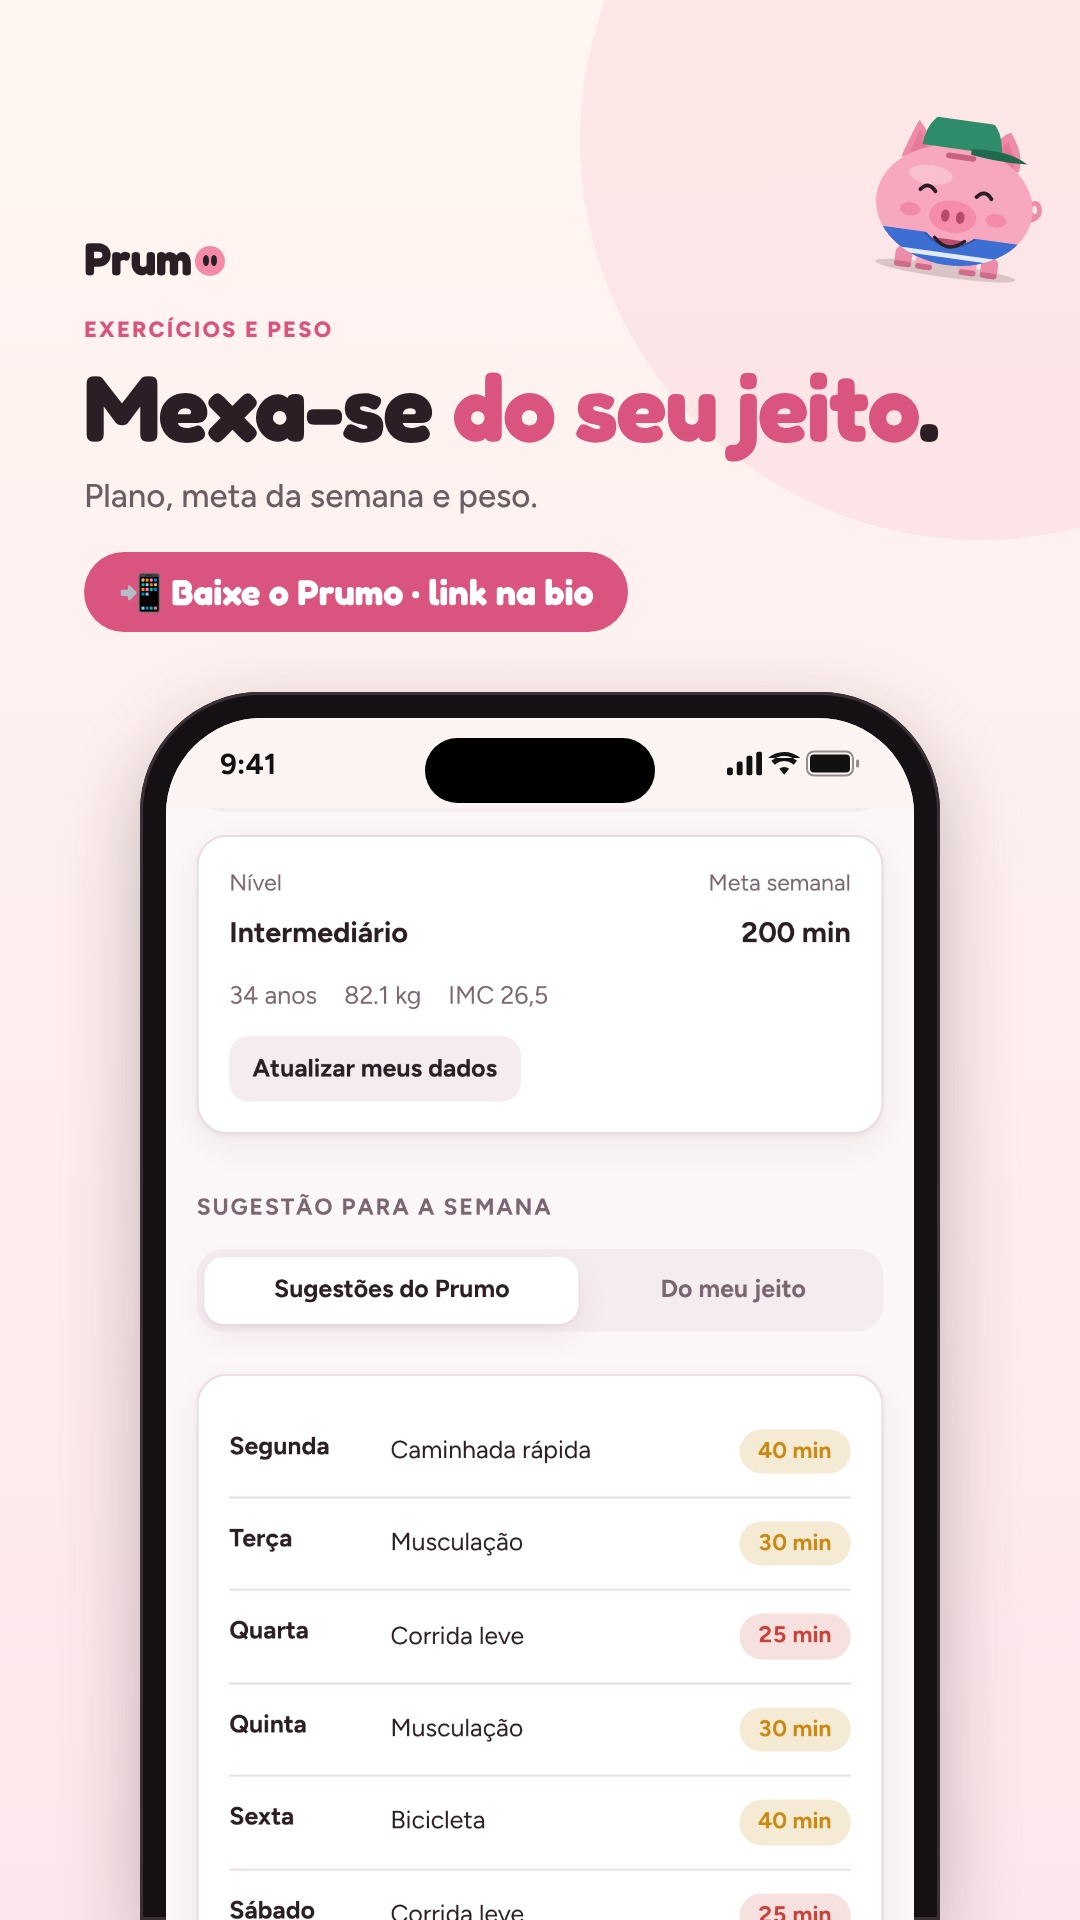 Prumo
EXERCÍCIOS E PESO
Mexa-se do seu jeito.
Plano, meta da semana e peso.
Baixe o Prumo · link na bio
9:41
Nível Meta semanal
Intermediário 200 min
34 anos 82.1 kg IMC 26,5
Atualizar meus dados
SUGESTÃO PARA A SEMANA
Sugestões do Prumo Do meu jeito
Segunda Caminhada rápida 40 min
Terça Musculação 30 min
Quarta Corrida leve 25 min
Quinta Musculação 30 min
Sexta Bicicleta 40 min
Sábado Corrida leve 25 min